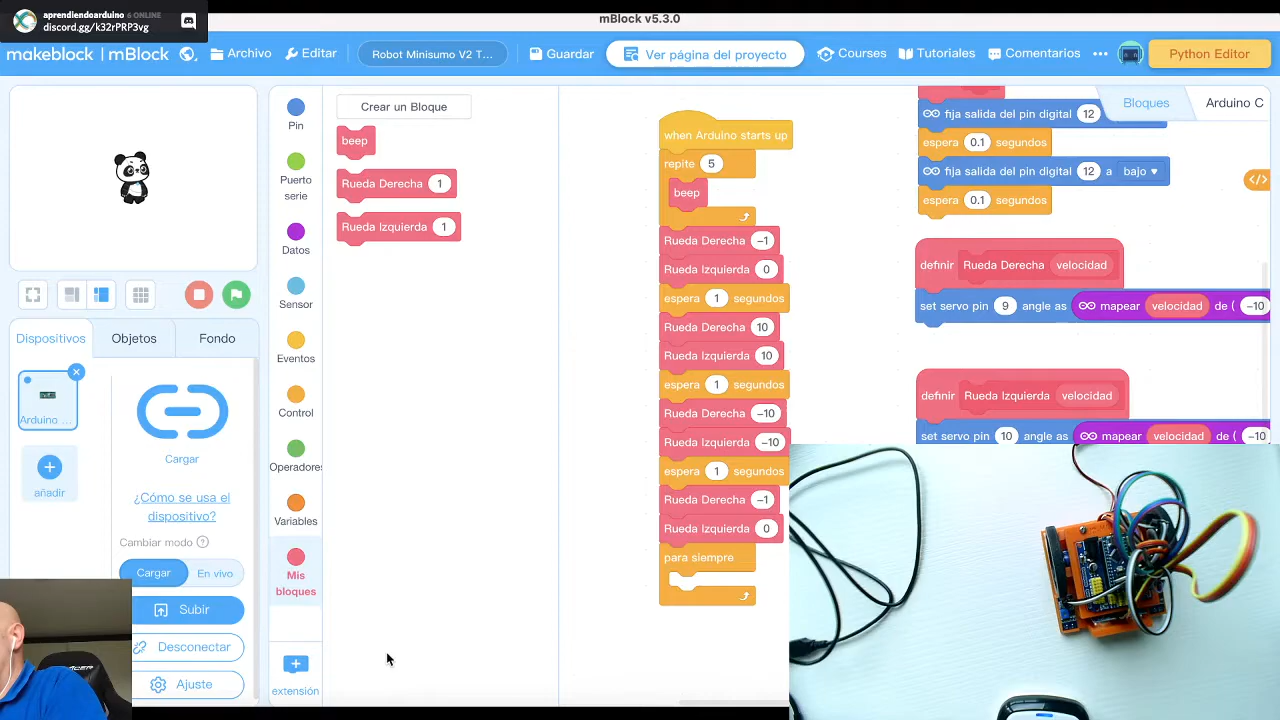 aprendiendoarduino 6 ONLINE
discord.gg/k32rPRP3vg
mBlock v5.3.0
makeblock | mBlock
Archivo
Editar
Robot Minisumo V2 T...
Guardar
Ver página del proyecto
Courses
Tutoriales
Comentarios
Python Editor
Dispositivos
Objetos
Fondo
Arduino ...
añadir
Cargar
¿Cómo se usa el
dispositivo?
Cambiar modo ?
Cargar
En vivo
Subir
Desconectar
Ajuste
Pin
Puerto
serie
Datos
Sensor
Eventos
Control
Operadores
Variables
Mis
bloques
extensión
Crear un Bloque
beep
Rueda Derecha 1
Rueda Izquierda 1
when Arduino starts up
repite 5
beep
Rueda Derecha -1
Rueda Izquierda 0
espera 1 segundos
Rueda Derecha 10
Rueda Izquierda 10
espera 1 segundos
Rueda Derecha -10
Rueda Izquierda -10
espera 1 segundos
Rueda Derecha -1
Rueda Izquierda 0
para siempre
Bloques
Arduino C
fija salida del pin digital 12
espera 0.1 segundos
fija salida del pin digital 12 a bajo
espera 0.1 segundos
definir Rueda Derecha velocidad
set servo pin 9 angle as mapear velocidad de ( -10
definir Rueda Izquierda velocidad
set servo pin 10 angle as mapear velocidad de ( -10